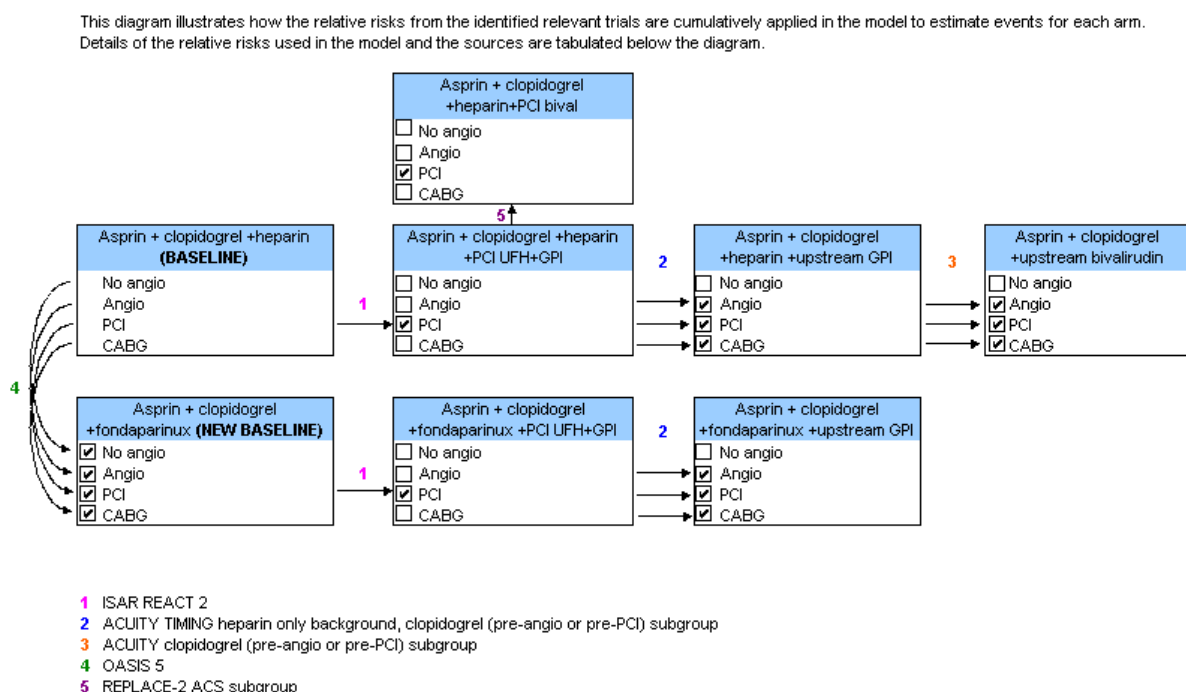 This diagram illustrates how the relative risks from the identified relevant trials are cumulatively applied in the model to estimate events for each arm.
Details of the relative risks used in the model and the sources are tabulated below the diagram.
Asprin + clopidogrel
+heparin+PCI bival
No angio
Angio
PCI
CABG
5
Asprin + clopidogrel +heparin
(BASELINE)
No angio
Angio
PCI
CABG
1
Asprin + clopidogrel +heparin
+PCI UFH+GPI
No angio
Angio
PCI
CABG
2
Asprin + clopidogrel
+heparin +upstream GPI
No angio
Angio
PCI
CABG
3
Asprin + clopidogrel
+upstream bivalirudin
No angio
Angio
PCI
CABG
4
Asprin + clopidogrel
+fondaparinux (NEW BASELINE)
No angio
Angio
PCI
CABG
1
Asprin + clopidogrel
+fondaparinux +PCI UFH+GPI
No angio
Angio
PCI
CABG
2
Asprin + clopidogrel
+fondaparinux +upstream GPI
No angio
Angio
PCI
CABG
1 ISAR REACT 2
2 ACUITY TIMING heparin only background, clopidogrel (pre-angio or pre-PCI) subgroup
3 ACUITY clopidogrel (pre-angio or pre-PCI) subgroup
4 OASIS 5
5 REPLACE-2 ACS subgroup